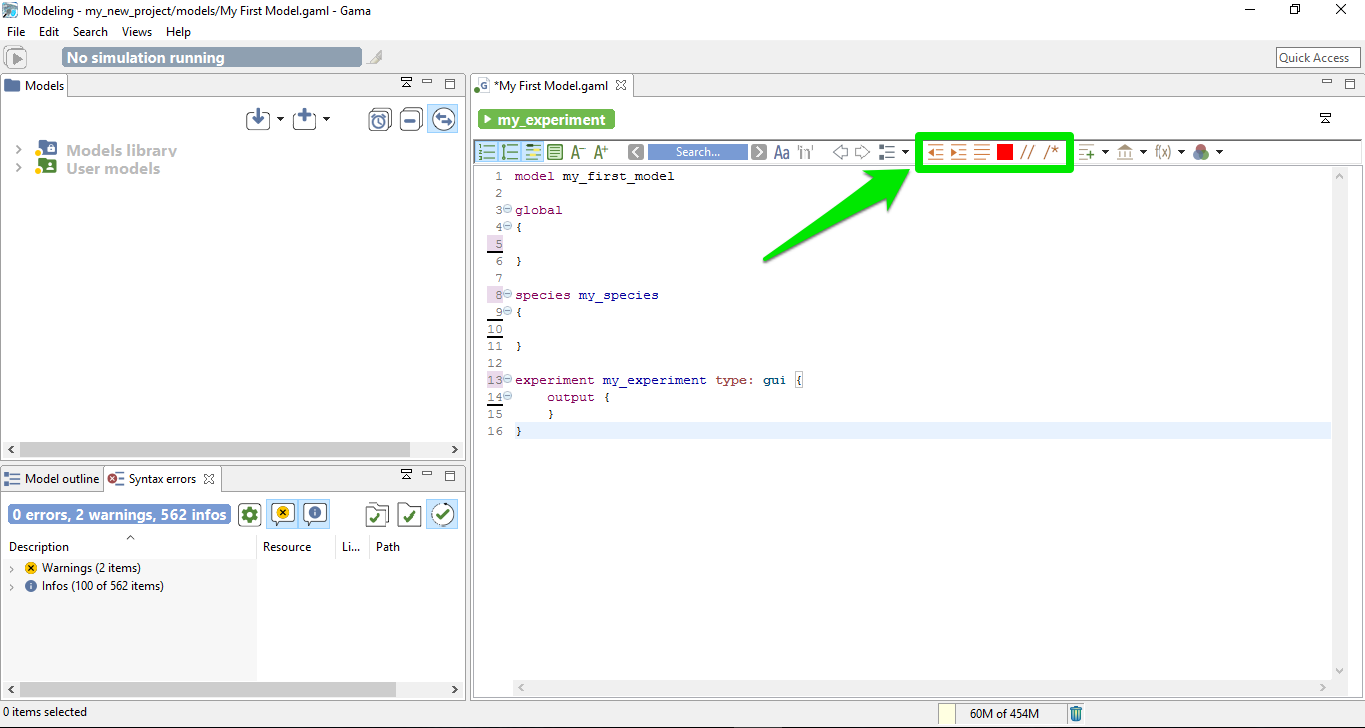 Modeling - my_new_project/models/My First Model.gaml - Gama
File Edit Search Views Help
No simulation running
Quick Access
Models
Models library
User models
*My First Model.gaml
my_experiment
A- A+ Search... Aa 'in' // /* f(x)
1 model my_first_model
2
3 global
4 {
5
6 }
7
8 species my_species
9 {
10
11 }
12
13 experiment my_experiment type: gui {
14 output {
15 }
16 }
Model outline Syntax errors
0 errors, 2 warnings, 562 infos
Description Resource Li... Path
Warnings (2 items)
Infos (100 of 562 items)
0 items selected
60M of 454M